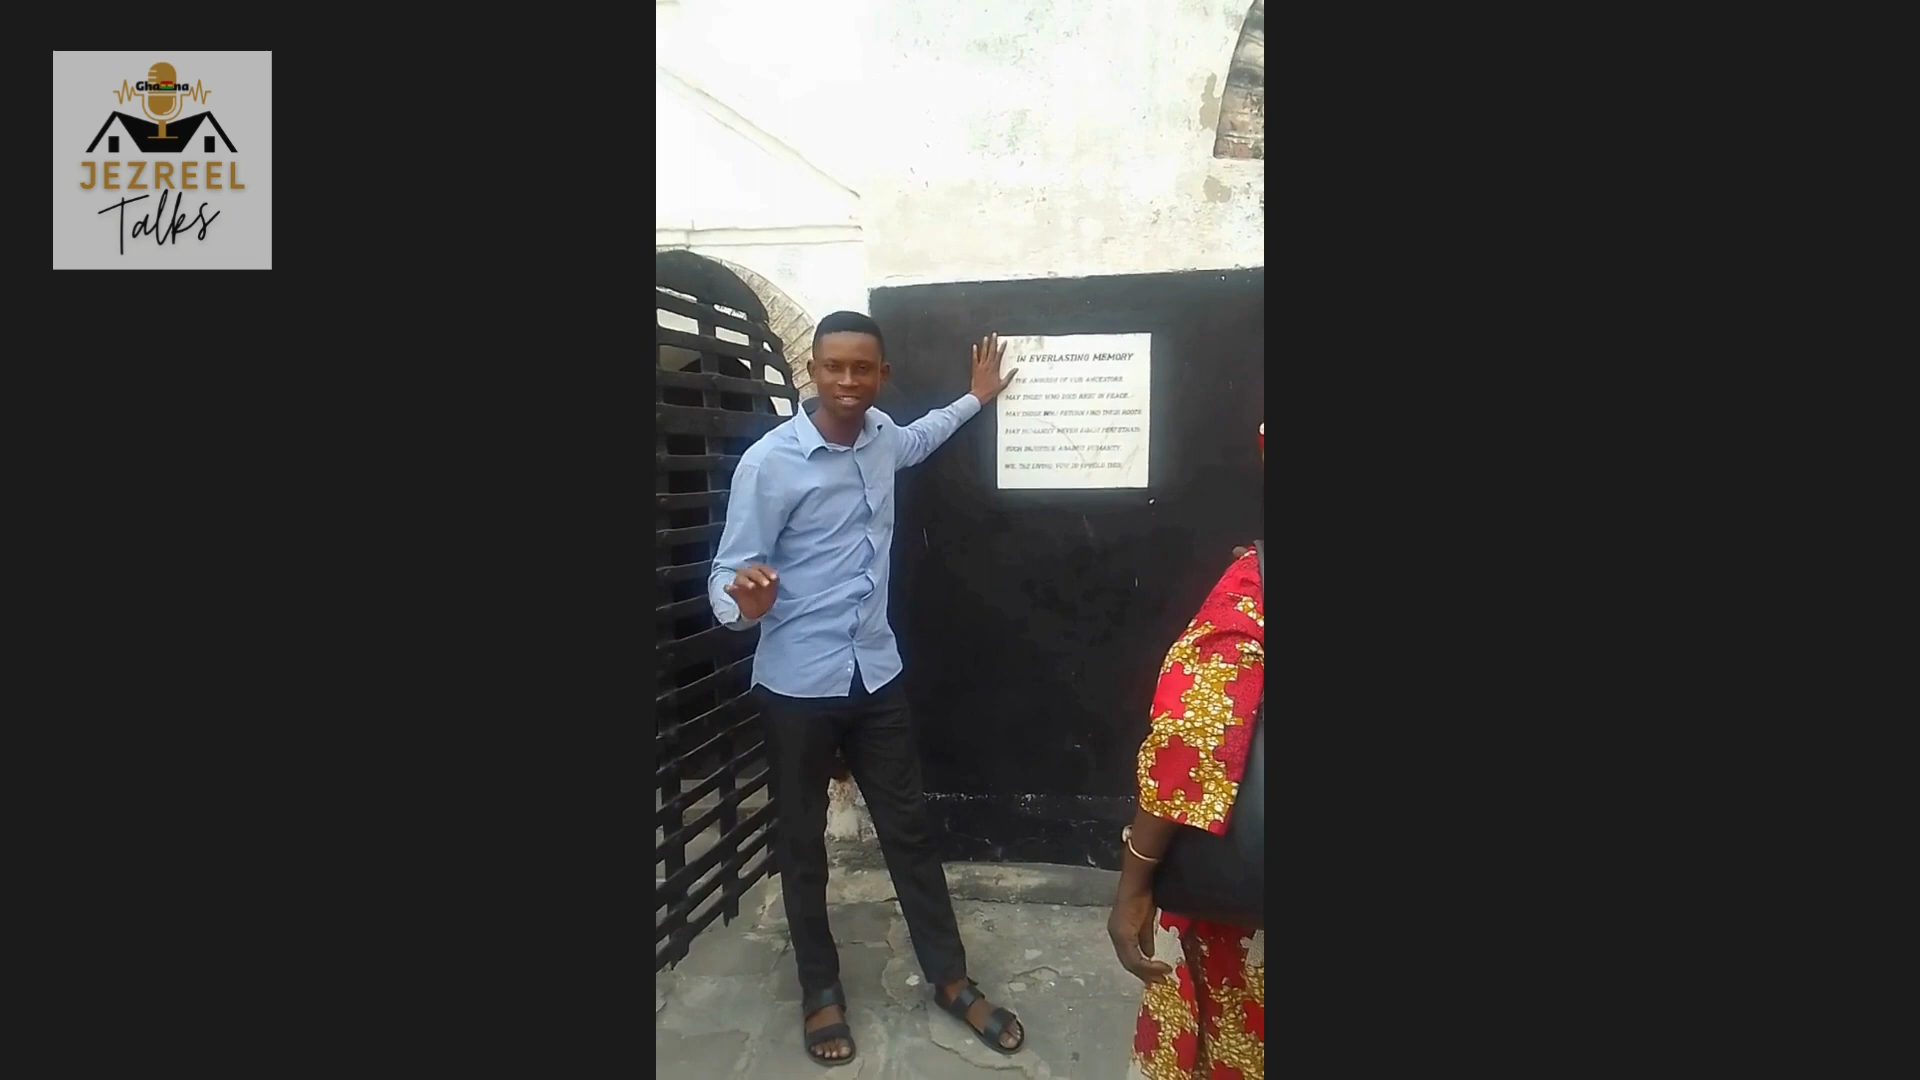 Ghana
JEZREEL
Talks
IN EVERLASTING MEMORY
OF THE ANGUISH OF OUR ANCESTORS
MAY THOSE WHO DIED REST IN PEACE
MAY THOSE WHO RETURN FIND THEIR ROOTS
MAY HUMANITY NEVER AGAIN PERPETRATE
SUCH INJUSTICE AGAINST HUMANITY
WE, THE LIVING, VOW TO UPHOLD THIS